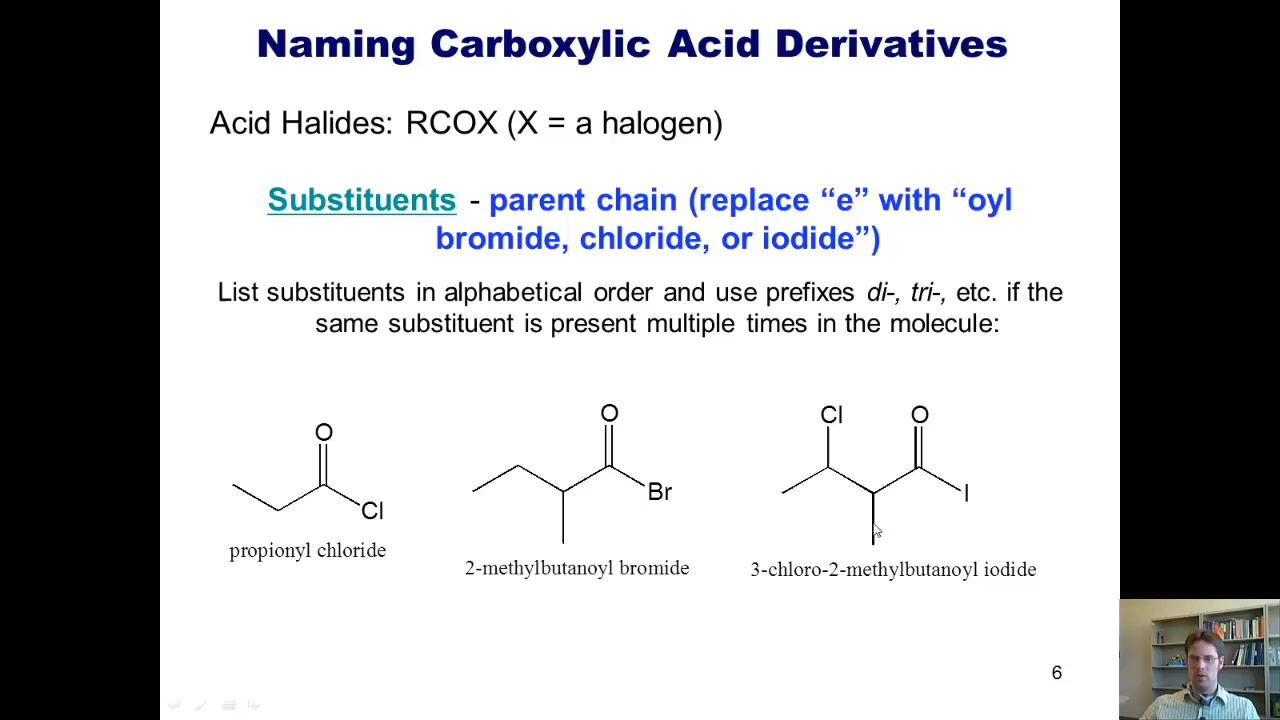 Naming Carboxylic Acid Derivatives
Acid Halides: RCOX (X = a halogen)
Substituents - parent chain (replace “e” with “oyl
bromide, chloride, or iodide”)
List substituents in alphabetical order and use prefixes di-, tri-, etc. if the
same substituent is present multiple times in the molecule:
O
Cl
propionyl chloride
O
Br
2-methylbutanoyl bromide
Cl O
I
3-chloro-2-methylbutanoyl iodide
6